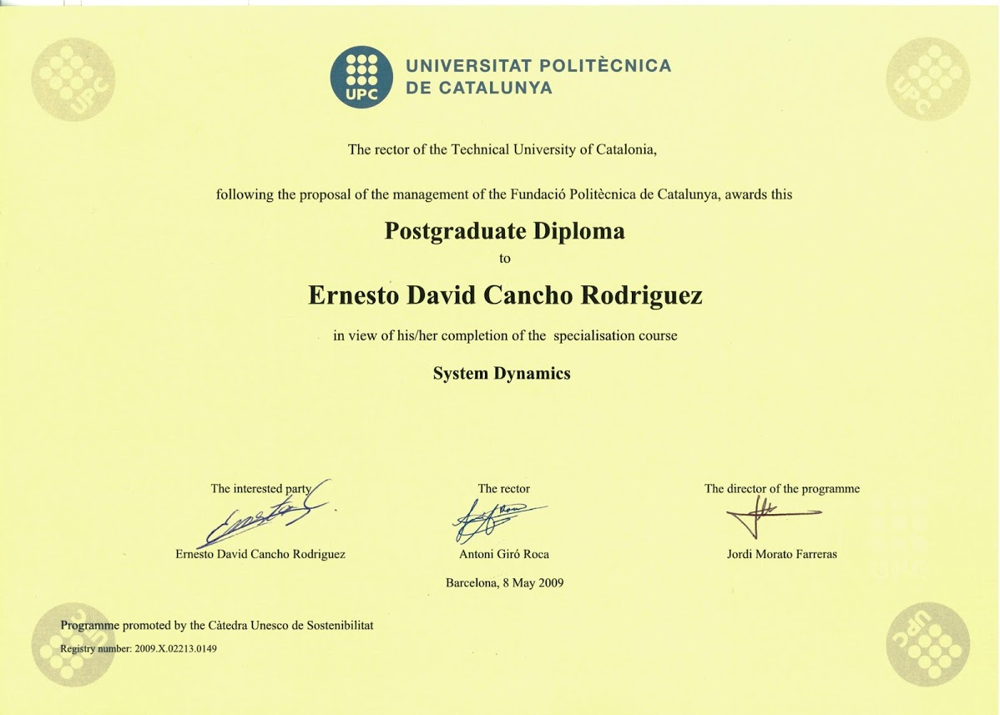 UPC
UNIVERSITAT POLITÈCNICA
DE CATALUNYA
UPC
UPC
The rector of the Technical University of Catalonia,
following the proposal of the management of the Fundació Politècnica de Catalunya, awards this
Postgraduate Diploma
to
Ernesto David Cancho Rodriguez
in view of his/her completion of the specialisation course
System Dynamics
The interested party
The rector
The director of the programme
Ernesto David Cancho Rodriguez
Antoni Giró Roca
Jordi Morato Farreras
Barcelona, 8 May 2009
Programme promoted by the Càtedra Unesco de Sostenibilitat
Registry number: 2009.X.02213.0149
UPC
UPC